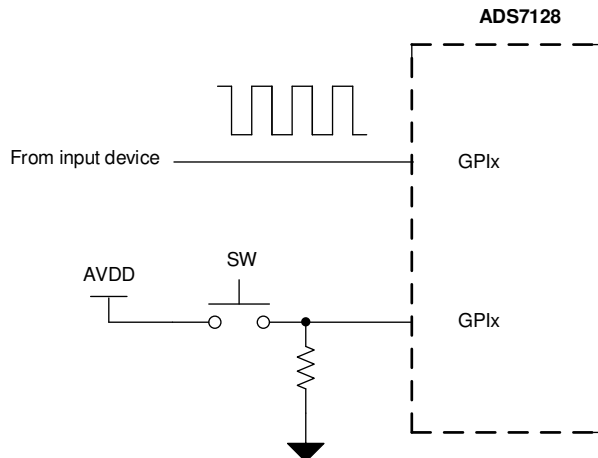 ADS7128
From input device
GPIx
SW
AVDD
GPIx